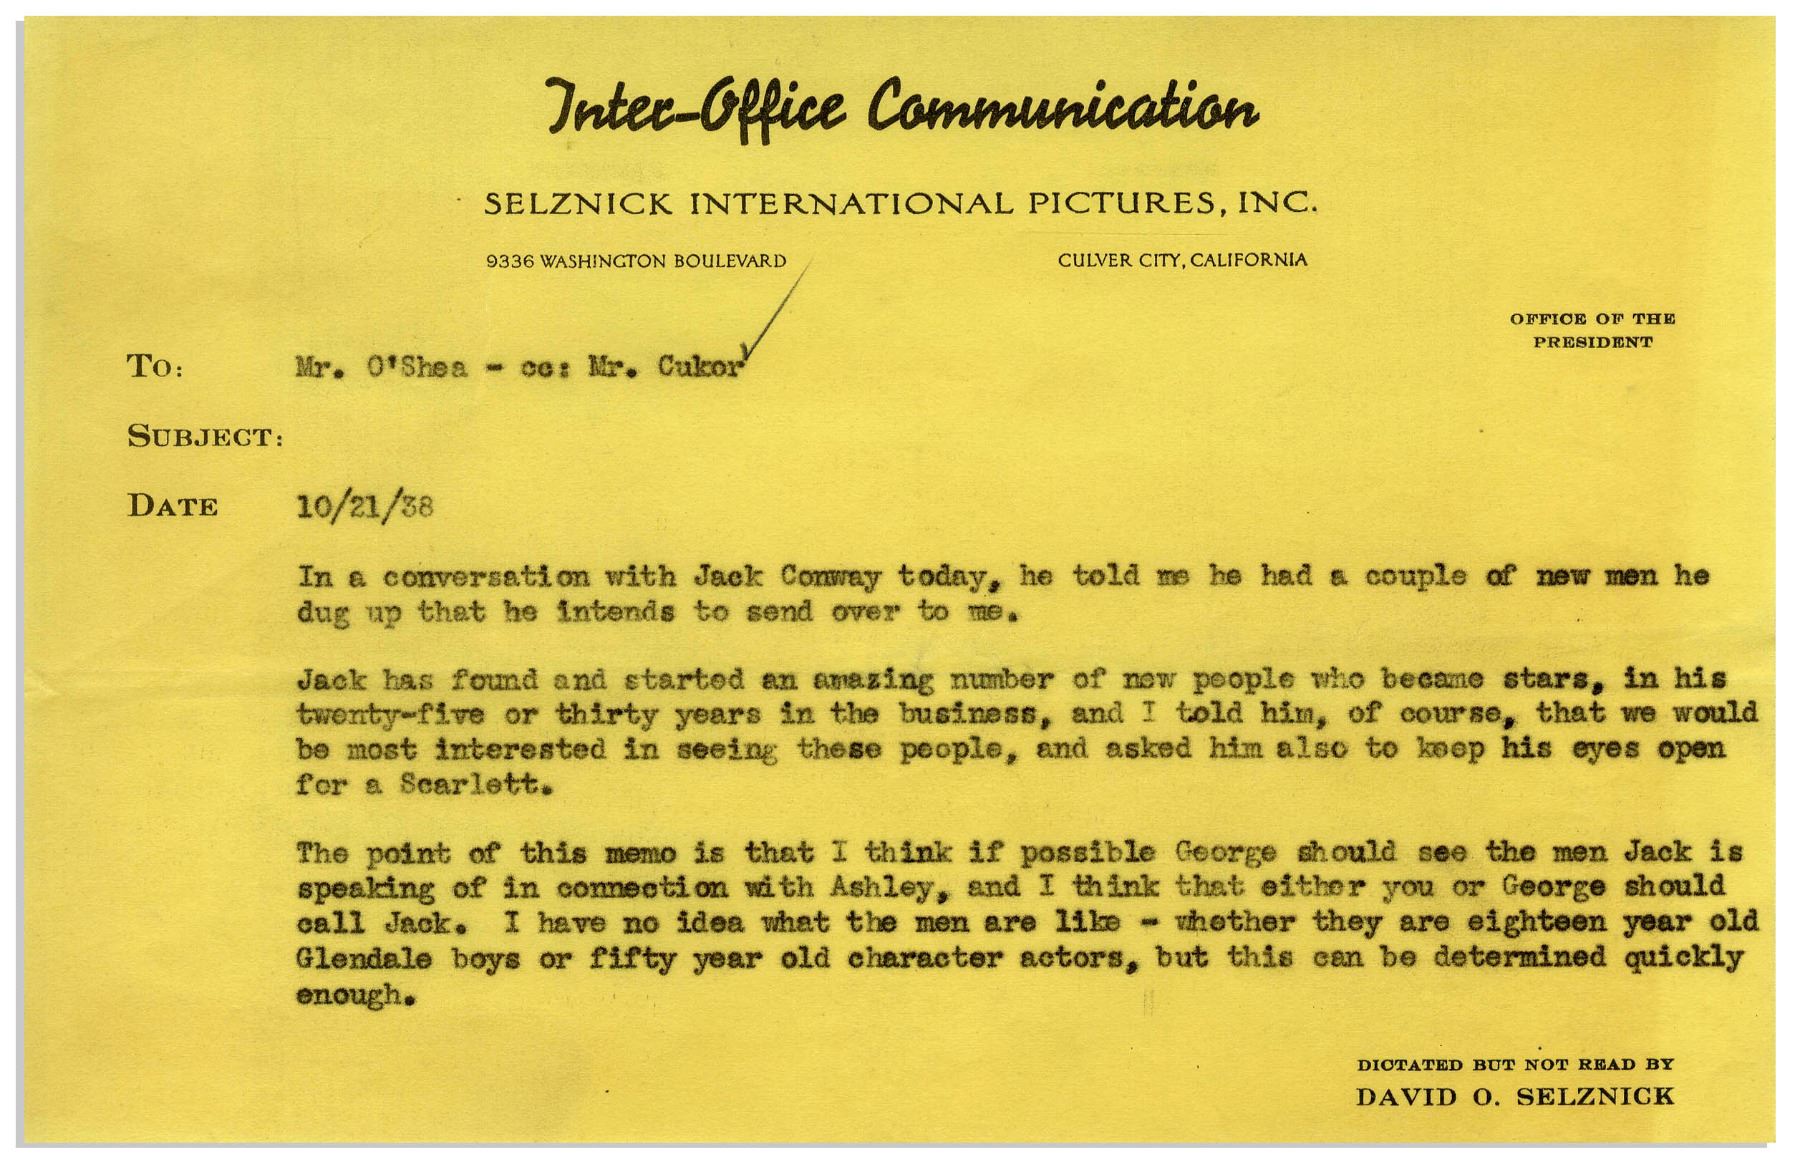 Inter-Office Communication
SELZNICK INTERNATIONAL PICTURES, INC.
9336 WASHINGTON BOULEVARD CULVER CITY, CALIFORNIA
OFFICE OF THE
PRESIDENT
To: Mr. O'Shea - cc: Mr. Cukor
SUBJECT:
DATE 10/21/38
In a conversation with Jack Conway today, he told me he had a couple of new men he
dug up that he intends to send over to me.
Jack has found and started an amazing number of new people who became stars, in his
twenty-five or thirty years in the business, and I told him, of course, that we would
be most interested in seeing these people, and asked him also to keep his eyes open
for a Scarlett.
The point of this memo is that I think if possible George should see the men Jack is
speaking of in connection with Ashley, and I think that either you or George should
call Jack. I have no idea what the men are like - whether they are eighteen year old
Glendale boys or fifty year old character actors, but this can be determined quickly
enough.
DICTATED BUT NOT READ BY
DAVID O. SELZNICK